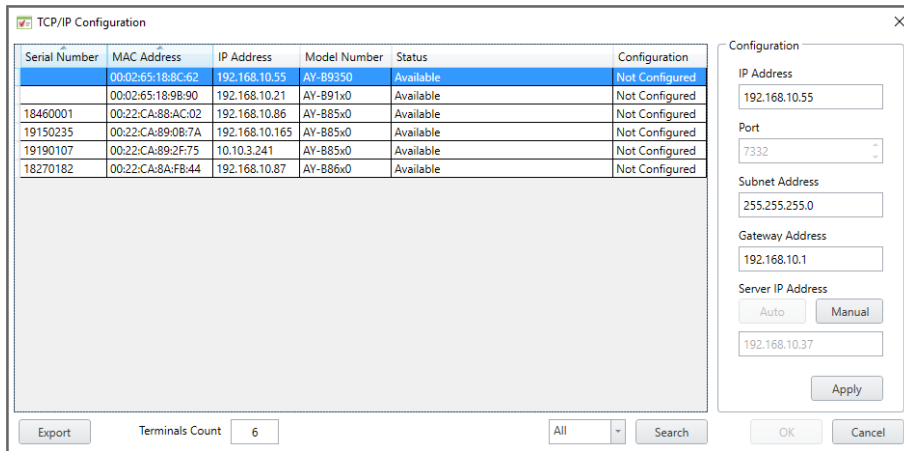 TCP/IP Configuration
Serial Number MAC Address IP Address Model Number Status Configuration
00:02:65:18:8C:62 192.168.10.55 AY-B9350 Available Not Configured
00:02:65:18:9B:90 192.168.10.21 AY-B91x0 Available Not Configured
18460001 00:22:CA:88:AC:02 192.168.10.86 AY-B85x0 Available Not Configured
19150235 00:22:CA:89:0B:7A 192.168.10.165 AY-B85x0 Available Not Configured
19190107 00:22:CA:89:2F:75 10.10.3.241 AY-B85x0 Available Not Configured
18270182 00:22:CA:8A:FB:44 192.168.10.87 AY-B86x0 Available Not Configured
Configuration
IP Address
192.168.10.55
Port
7332
Subnet Address
255.255.255.0
Gateway Address
192.168.10.1
Server IP Address
Auto Manual
192.168.10.37
Apply
Export Terminals Count 6 All Search OK Cancel